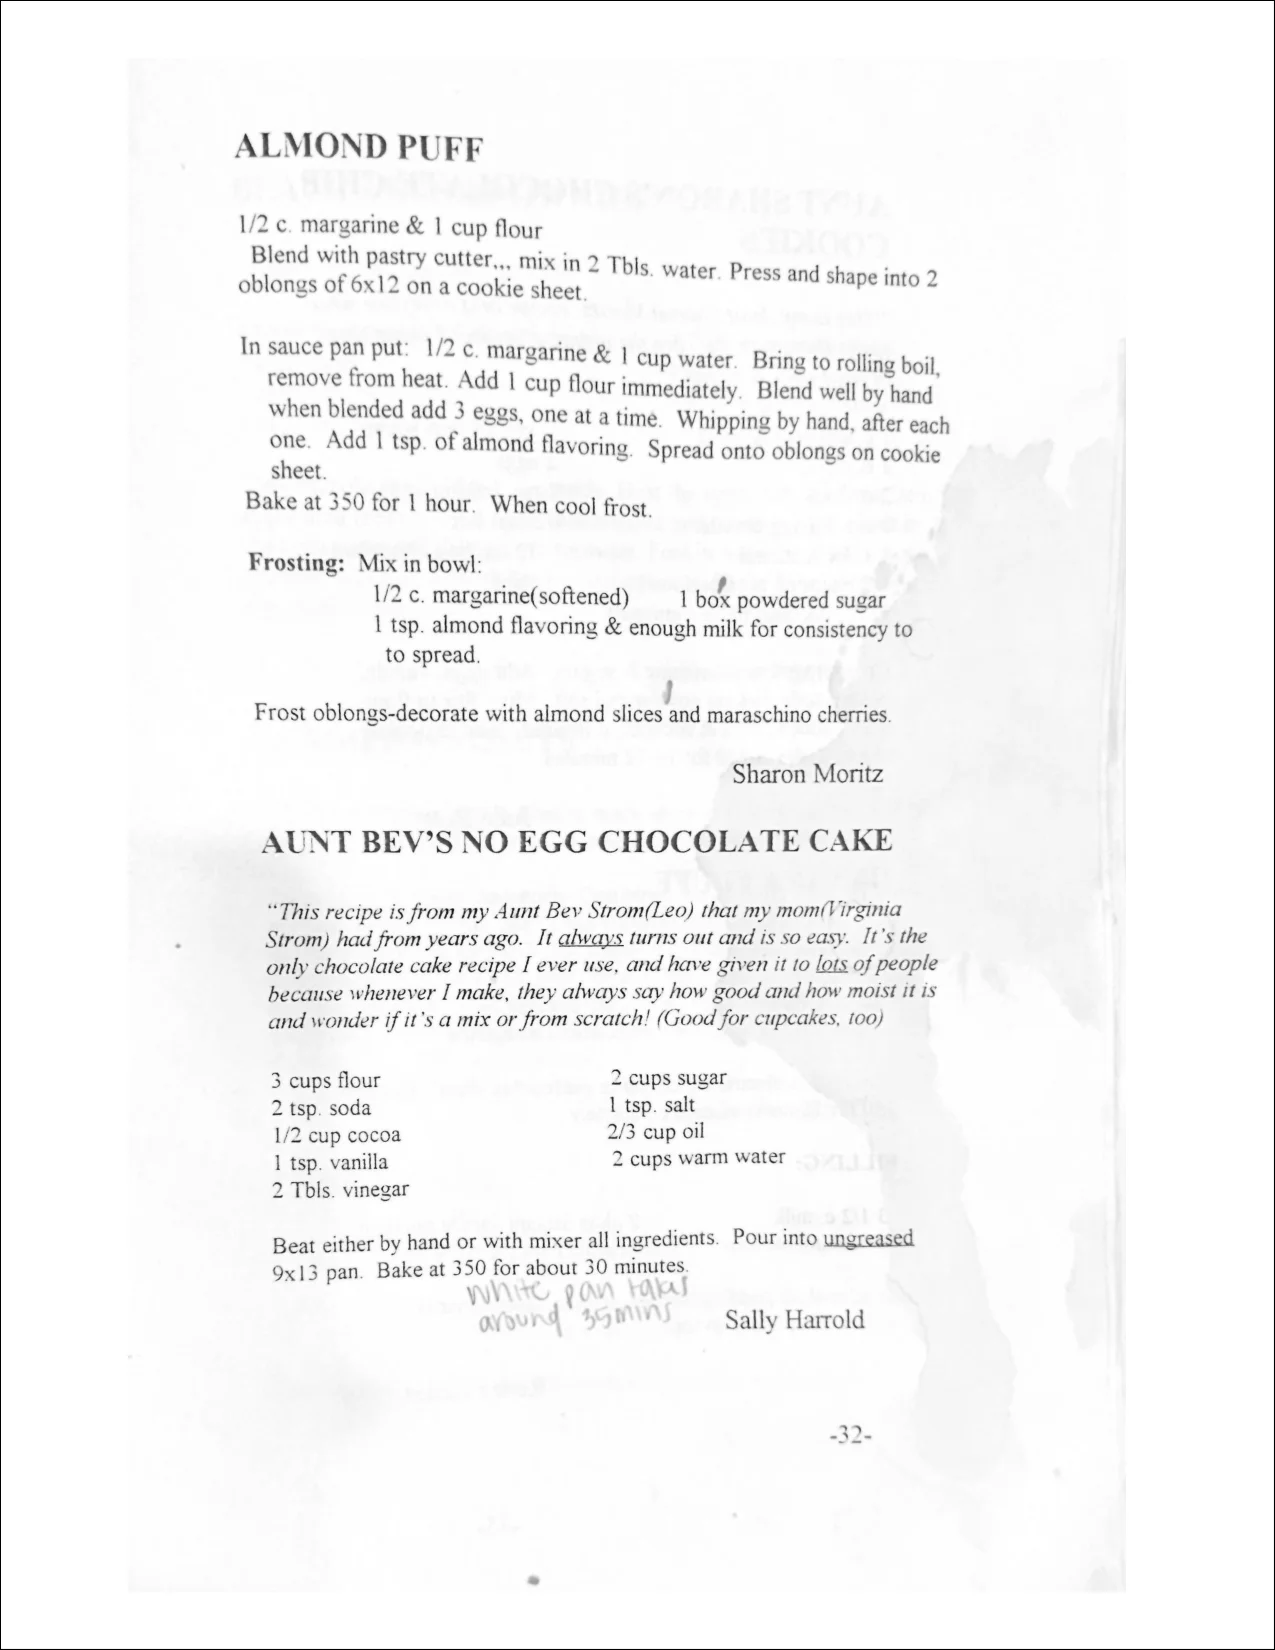 ALMOND PUFF
1/2 c. margarine & 1 cup flour
Blend with pastry cutter,,, mix in 2 Tbls. water. Press and shape into 2
oblongs of 6x12 on a cookie sheet.
In sauce pan put: 1/2 c. margarine & 1 cup water. Bring to rolling boil,
remove from heat. Add 1 cup flour immediately. Blend well by hand
when blended add 3 eggs, one at a time. Whipping by hand, after each
one. Add 1 tsp. of almond flavoring. Spread onto oblongs on cookie
sheet.
Bake at 350 for 1 hour. When cool frost.
Frosting: Mix in bowl:
1/2 c. margarine(softened) 1 box powdered sugar
1 tsp. almond flavoring & enough milk for consistency to
to spread.
Frost oblongs-decorate with almond slices and maraschino cherries.
Sharon Moritz
AUNT BEV'S NO EGG CHOCOLATE CAKE
"This recipe is from my Aunt Bev Strom(Leo) that my mom(Virginia
Strom) had from years ago. It always turns out and is so easy. It's the
only chocolate cake recipe I ever use, and have given it to lots of people
because whenever I make, they always say how good and how moist it is
and wonder if it's a mix or from scratch! (Good for cupcakes, too)
3 cups flour 2 cups sugar
2 tsp. soda 1 tsp. salt
1/2 cup cocoa 2/3 cup oil
1 tsp. vanilla 2 cups warm water
2 Tbls. vinegar
Beat either by hand or with mixer all ingredients. Pour into ungreased
9x13 pan. Bake at 350 for about 30 minutes.
White pan takes
around 35mins
Sally Harrold
-32-